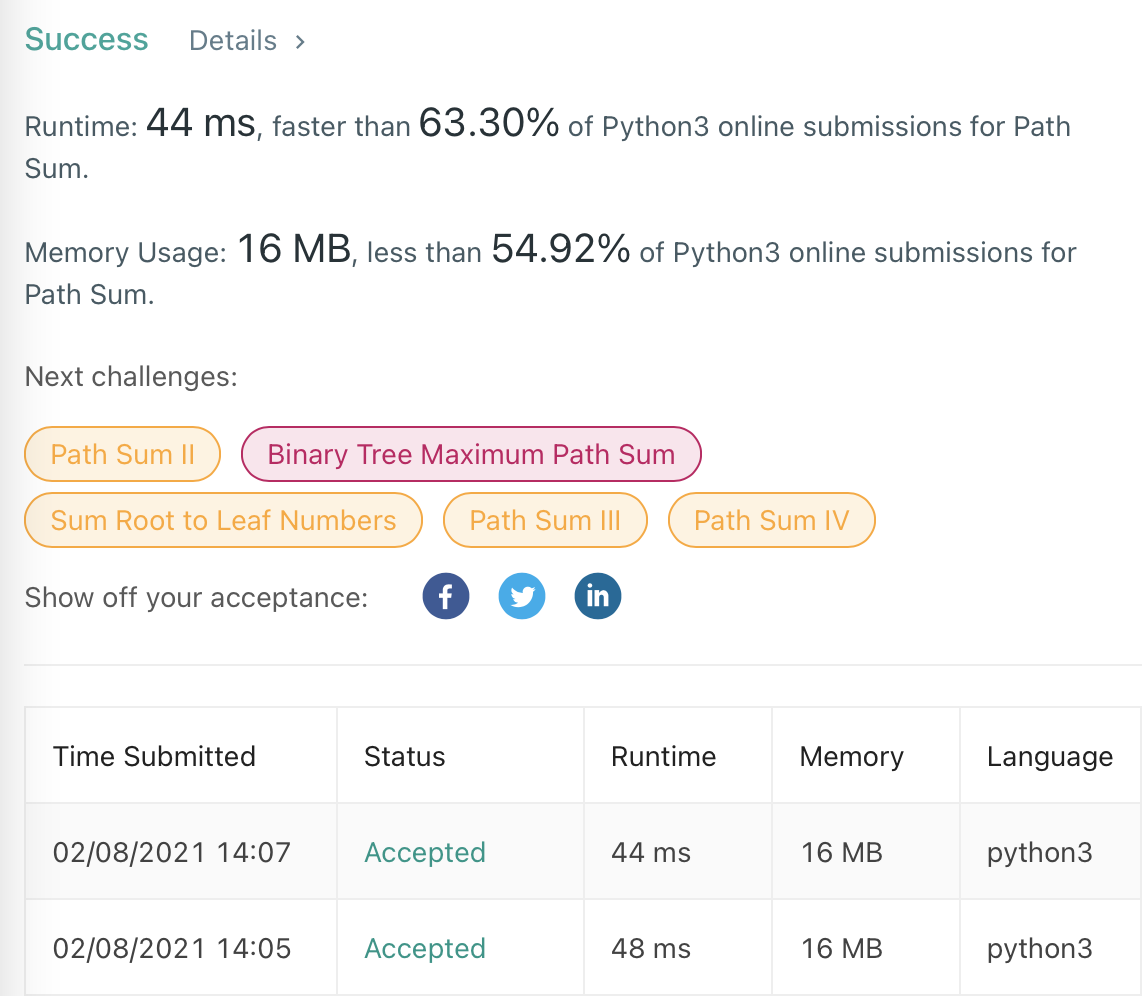 Success Details >
Runtime: 44 ms, faster than 63.30% of Python3 online submissions for Path
Sum.
Memory Usage: 16 MB, less than 54.92% of Python3 online submissions for
Path Sum.
Next challenges:
Path Sum II Binary Tree Maximum Path Sum
Sum Root to Leaf Numbers Path Sum III Path Sum IV
Show off your acceptance: f in
Time Submitted Status Runtime Memory Language
02/08/2021 14:07 Accepted 44 ms 16 MB python3
02/08/2021 14:05 Accepted 48 ms 16 MB python3